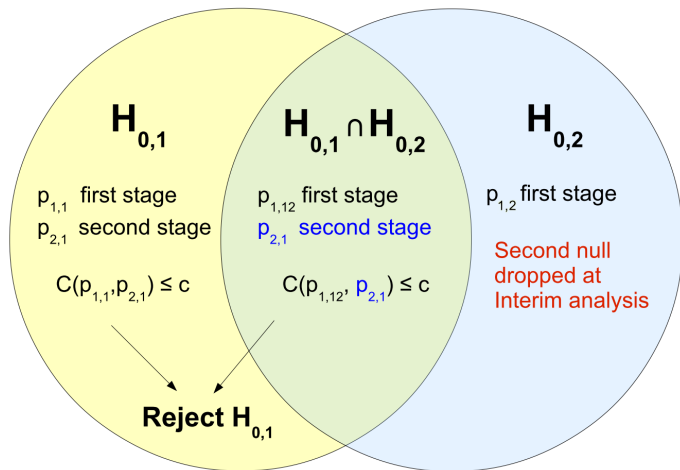 H0,1
p1,1 first stage
p2,1 second stage
C(p1,1,p2,1) ≤ c
H0,1 ∩ H0,2
p1,12 first stage
p2,1 second stage
C(p1,12, p2,1) ≤ c
H0,2
p1,2 first stage
Second null
dropped at
Interim analysis
Reject H0,1